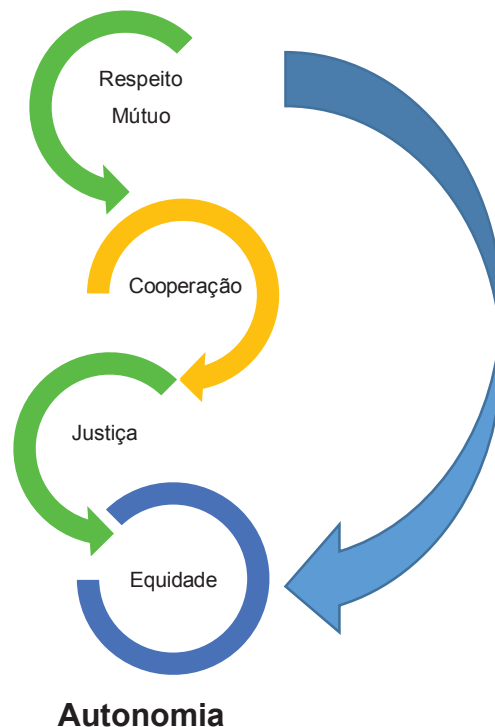 Respeito
Mútuo
Cooperação
Justiça
Equidade
Autonomia